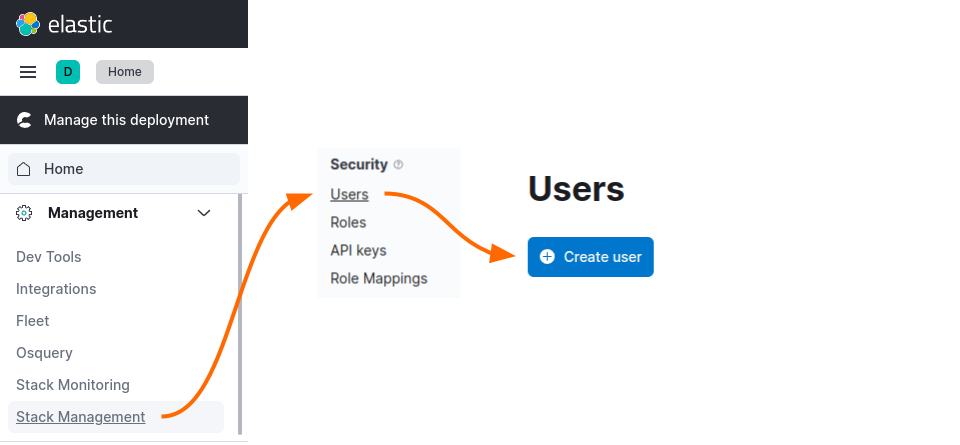 elastic
D
Home
Manage this deployment
Home
Management
Dev Tools
Integrations
Fleet
Osquery
Stack Monitoring
Stack Management
Security
Users
Roles
API keys
Role Mappings
Users
Create user